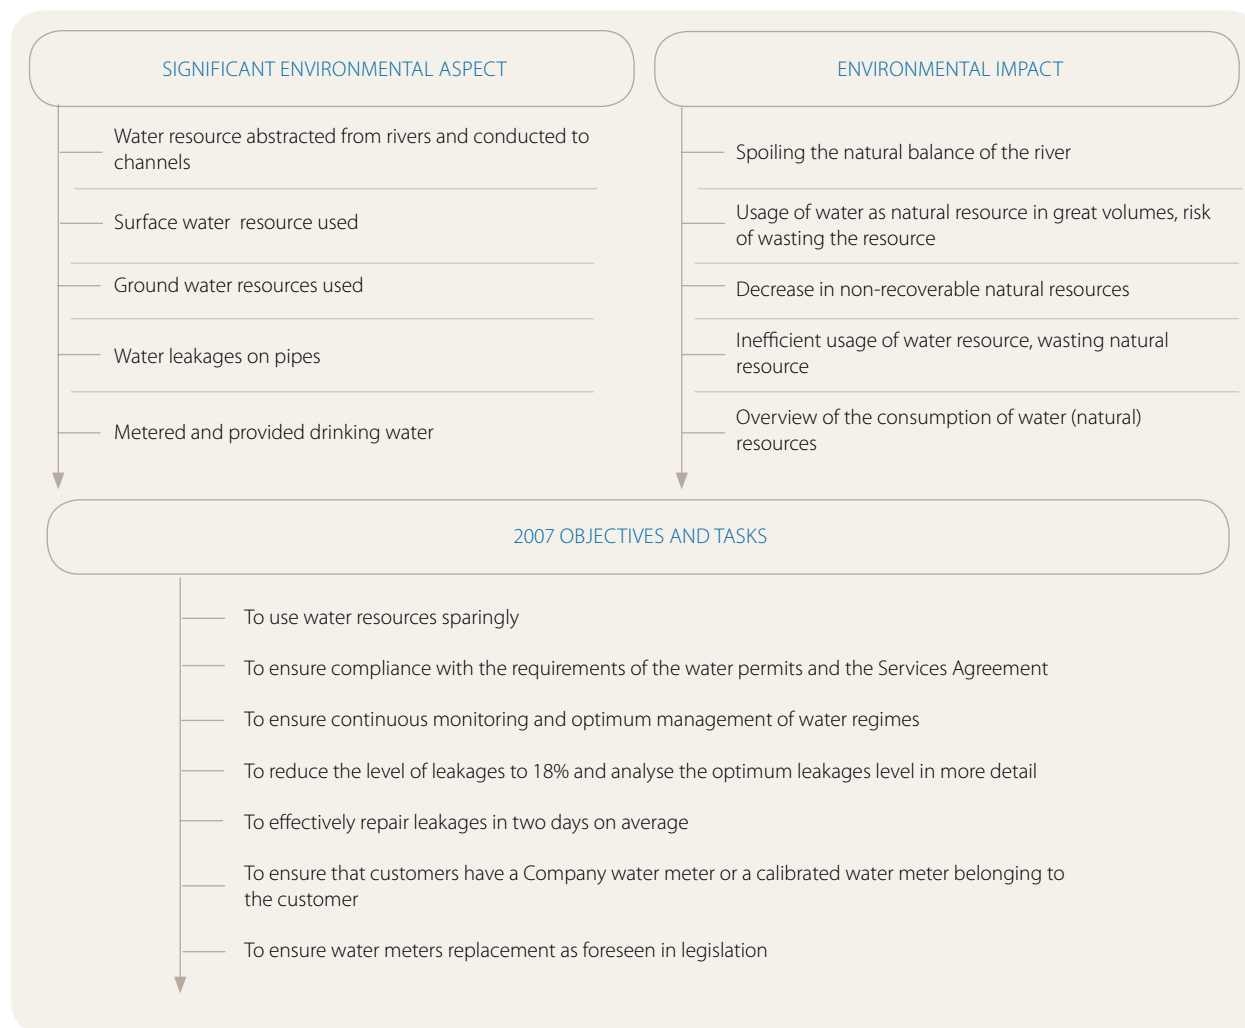 SIGNIFICANT ENVIRONMENTAL ASPECT
Water resource abstracted from rivers and conducted to
channels
Surface water resource used
Ground water resources used
Water leakages on pipes
Metered and provided drinking water
ENVIRONMENTAL IMPACT
Spoiling the natural balance of the river
Usage of water as natural resource in great volumes, risk
of wasting the resource
Decrease in non-recoverable natural resources
Inefficient usage of water resource, wasting natural
resource
Overview of the consumption of water (natural)
resources
2007 OBJECTIVES AND TASKS
To use water resources sparingly
To ensure compliance with the requirements of the water permits and the Services Agreement
To ensure continuous monitoring and optimum management of water regimes
To reduce the level of leakages to 18% and analyse the optimum leakages level in more detail
To effectively repair leakages in two days on average
To ensure that customers have a Company water meter or a calibrated water meter belonging to
the customer
To ensure water meters replacement as foreseen in legislation